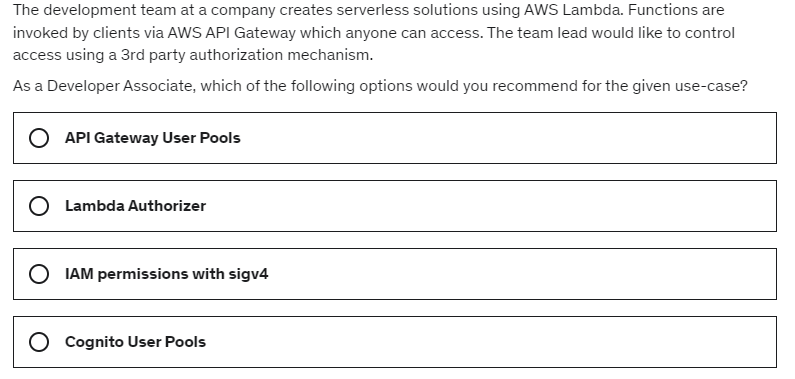 The development team at a company creates serverless solutions using AWS Lambda. Functions are
invoked by clients via AWS API Gateway which anyone can access. The team lead would like to control
access using a 3rd party authorization mechanism.
As a Developer Associate, which of the following options would you recommend for the given use-case?
API Gateway User Pools
Lambda Authorizer
IAM permissions with sigv4
Cognito User Pools